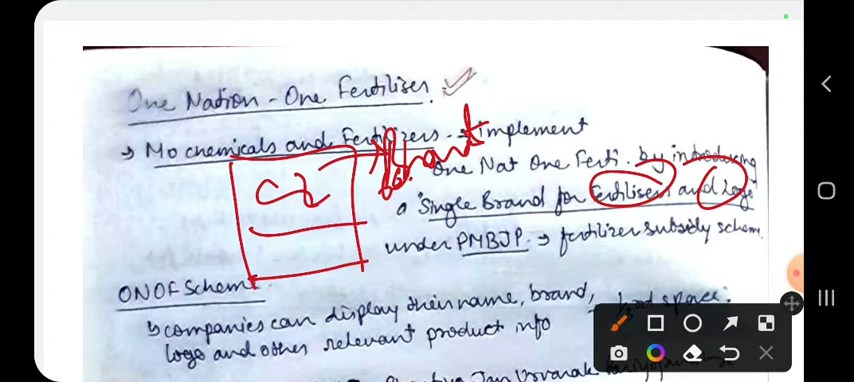 One Nation - One Fertiliser.
→ Mo chemicals and Fertilizers → implement
One Nat One Ferti. by introducing
a "Single Brand for Fertilisers and Logo"
Bharat
under PMBJP. → fertilizer subsidy scheme.
ONOF Scheme
↳ companies can display their name, brand,
logo and other relevant product info
space.